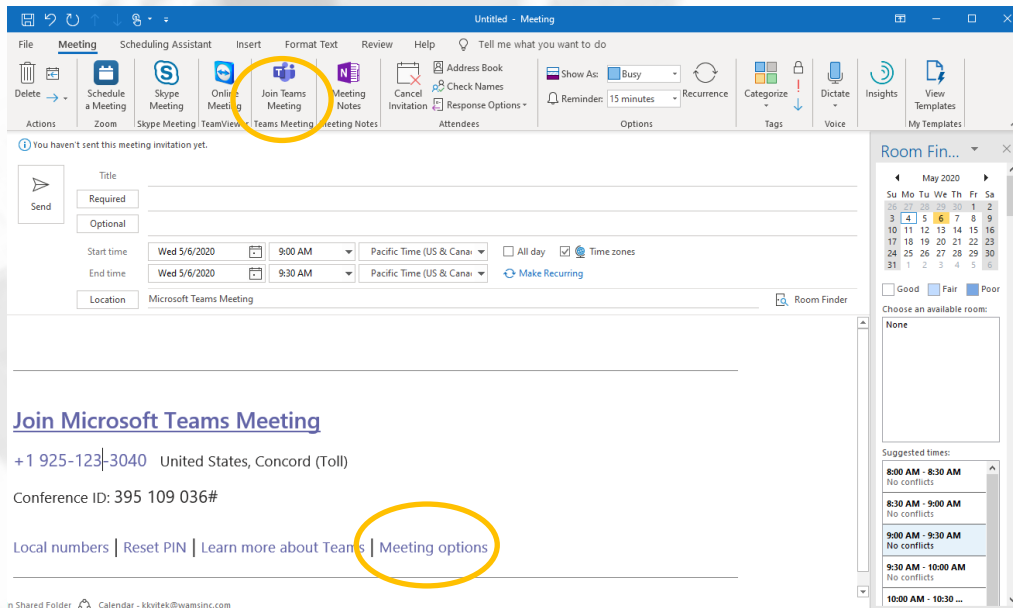 Untitled - Meeting
File Meeting Scheduling Assistant Insert Format Text Review Help Tell me what you want to do
Delete
Schedule a Meeting
Skype Meeting
Online Meeting
Join Teams Meeting
Meeting Notes
Cancel Invitation
Address Book
Check Names
Response Options
Show As: Busy
Reminder: 15 minutes
Recurrence
Categorize
Dictate
Insights
View Templates
Actions Zoom Skype Meeting TeamViewer Teams Meeting Meeting Notes Attendees Options Tags Voice My Templates
You haven't sent this meeting invitation yet.
Send
Title
Required
Optional
Start time Wed 5/6/2020 9:00 AM Pacific Time (US & Cana All day Time zones
End time Wed 5/6/2020 9:30 AM Pacific Time (US & Cana Make Recurring
Location Microsoft Teams Meeting Room Finder
Join Microsoft Teams Meeting
+1 925-123-3040 United States, Concord (Toll)
Conference ID: 395 109 036#
Local numbers | Reset PIN | Learn more about Teams | Meeting options
n Shared Folder Calendar - kkvitek@wamsinc.com
Room Fin...
May 2020
Su Mo Tu We Th Fr Sa
26 27 28 29 30 1 2
3 4 5 6 7 8 9
10 11 12 13 14 15 16
17 18 19 20 21 22 23
24 25 26 27 28 29 30
31 1 2 3 4 5 6
Good Fair Poor
Choose an available room:
None
Suggested times:
8:00 AM - 8:30 AM
No conflicts
8:30 AM - 9:00 AM
No conflicts
9:00 AM - 9:30 AM
No conflicts
9:30 AM - 10:00 AM
No conflicts
10:00 AM - 10:30 ...